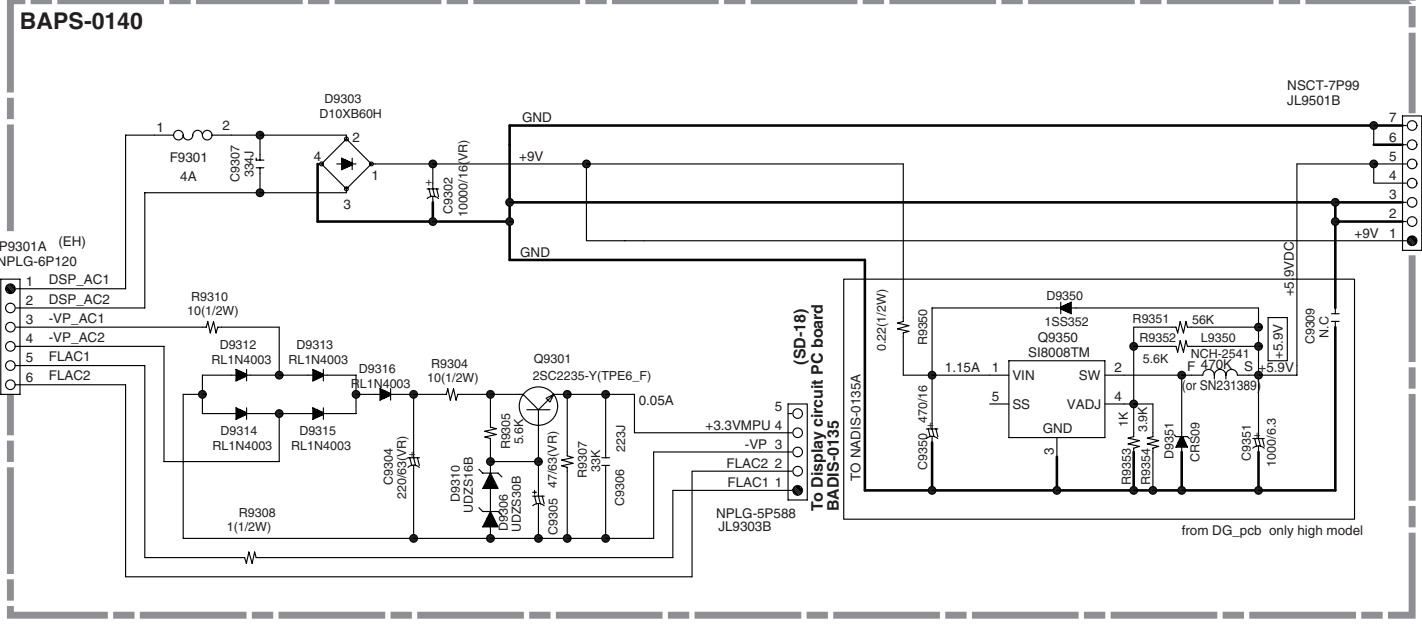 BAPS-0140
D9303
D10XB60H
1
2
F9301
4A
C9307
334J
2
4
1
3
C9302
10000/16(VR)
+
GND
+9V
GND
NSCT-7P99
JL9501B
7
6
5
4
3
2
+9V 1
+5.9VDC
C9309
N.C
P9301A (EH)
NPLG-6P120
1 DSP_AC1
2 DSP_AC2
3 -VP_AC1
4 -VP_AC2
5 FLAC1
6 FLAC2
R9310
10(1/2W)
D9312
RL1N4003
D9313
RL1N4003
D9314
RL1N4003
D9315
RL1N4003
D9316
RL1N4003
R9304
10(1/2W)
Q9301
2SC2235-Y(TPE6_F)
0.05A
C9304
220/63(VR)
+
R9305
5.6K
D9310
UDZS16B
D9306
UDZS30B
C9305
47/63(VR)
+
R9307
33K
223J
C9306
R9308
1(1/2W)
5
+3.3VMPU 4
-VP 3
FLAC2 2
FLAC1 1
NPLG-5P588
JL9303B
(SD-18)
To Display circuit PC board
BADIS-0135
TO NADIS-0135A
0.22(1/2W)
R9350
D9350
1SS352
Q9350
SI8008TM
1.15A
1 VIN
SW 2
5 SS
VADJ 4
GND
3
C9350
470/16
+
R9351 56K
R9352
5.6K
L9350
NCH-2541
F 470K S
(or SN231389)
+5.9V
+5.9V
1K
R9353
3.9K
R9354
D9351
CRS09
C9351
1000/6.3
+
from DG_pcb only high model